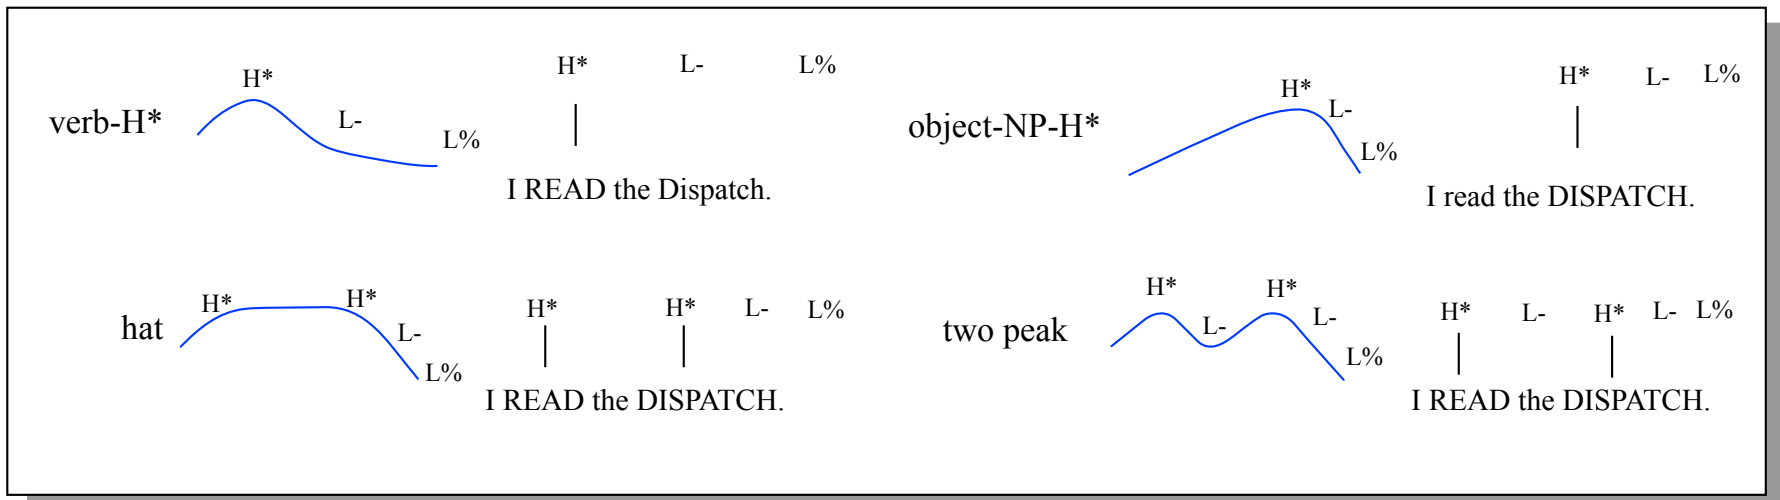 verb-H*
H*
L-
L%
H* L- L%
I READ the Dispatch.
object-NP-H*
H*
L-
L%
H* L- L%
I read the DISPATCH.
hat
H* H*
L-
L%
H* H* L- L%
I READ the DISPATCH.
two peak
H* H*
L- L-
L%
H* L- H* L- L%
I READ the DISPATCH.